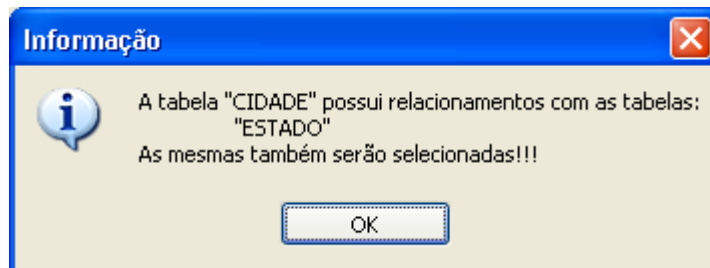 Informação
A tabela "CIDADE" possui relacionamentos com as tabelas:
"ESTADO"
As mesmas também serão selecionadas!!!
OK